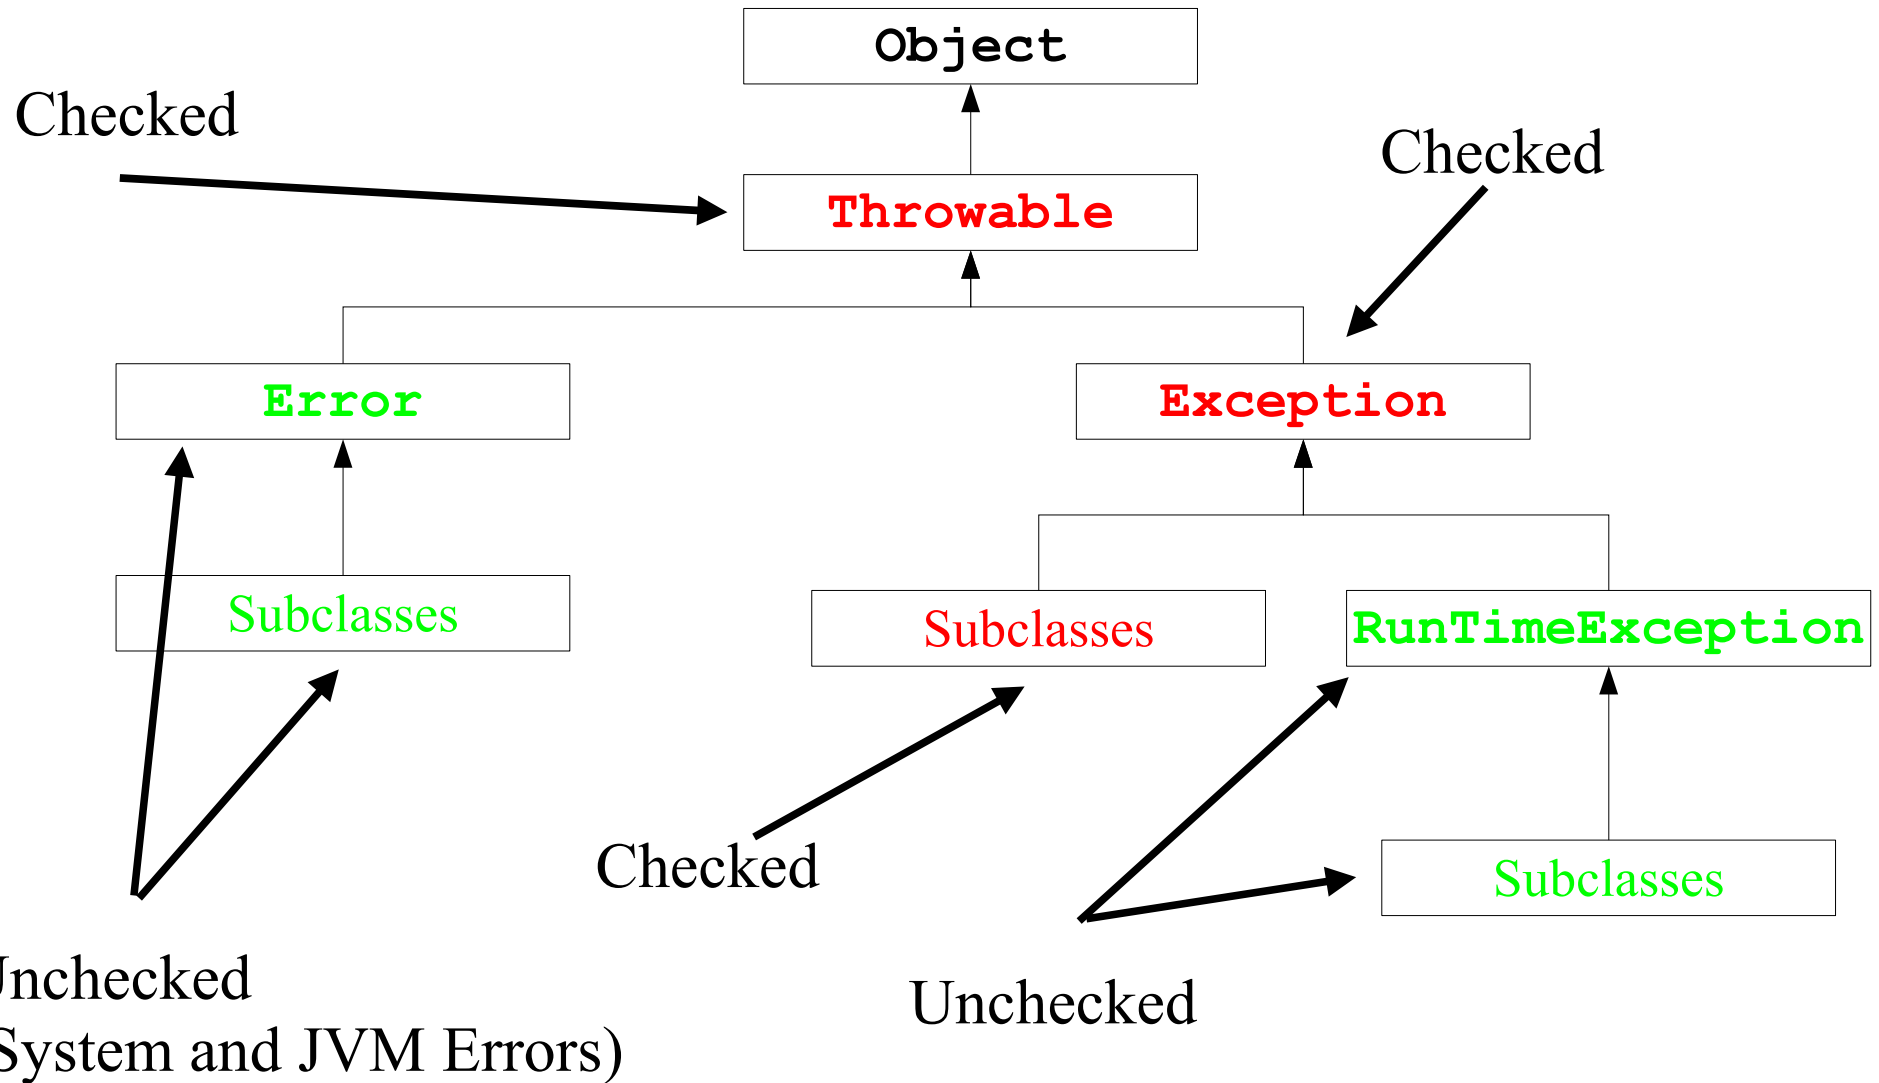 Object
Checked
Checked
Throwable
Error
Exception
Subclasses
Subclasses
RunTimeException
Checked
Subclasses
Unchecked
System and JVM Errors)
Unchecked